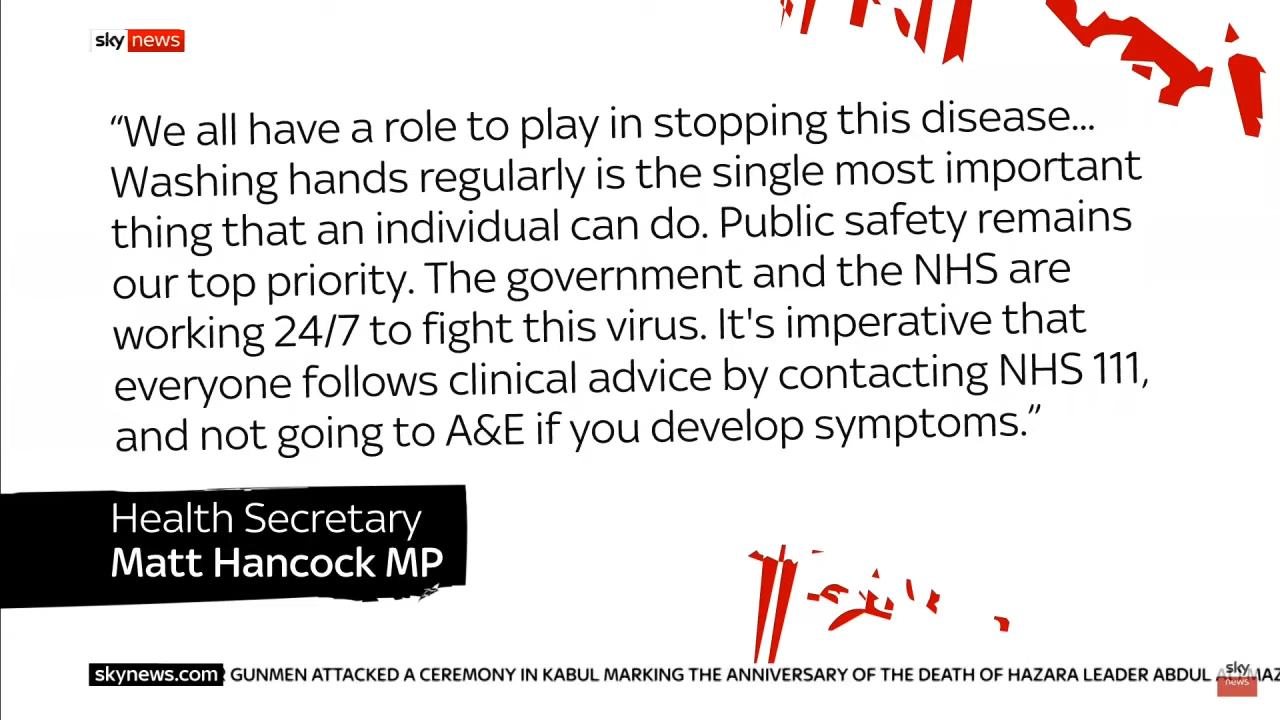 sky news
“We all have a role to play in stopping this disease...
Washing hands regularly is the single most important
thing that an individual can do. Public safety remains
our top priority. The government and the NHS are
working 24/7 to fight this virus. It's imperative that
everyone follows clinical advice by contacting NHS 111,
and not going to A&E if you develop symptoms.”
Health Secretary
Matt Hancock MP
skynews.com GUNMEN ATTACKED A CEREMONY IN KABUL MARKING THE ANNIVERSARY OF THE DEATH OF HAZARA LEADER ABDUL
sky news